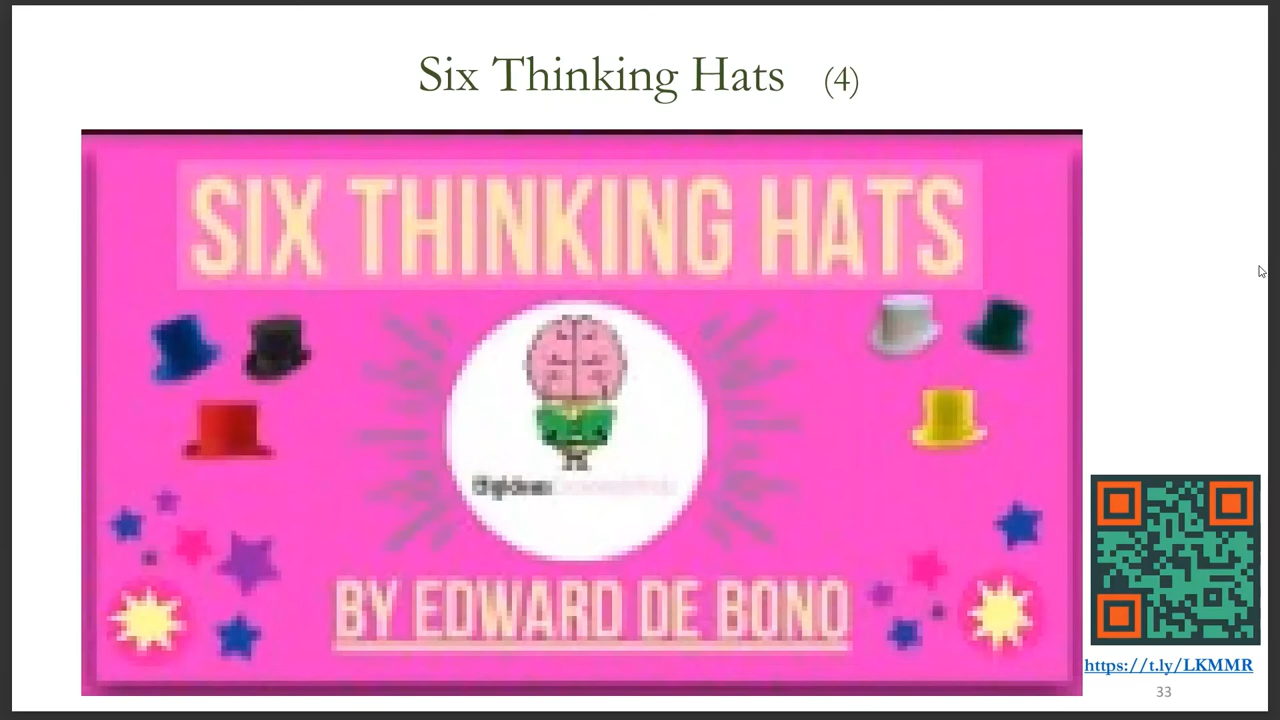 Six Thinking Hats (4)
SIX THINKING HATS
BY EDWARD DE BONO
https://t.ly/LKMMR
33